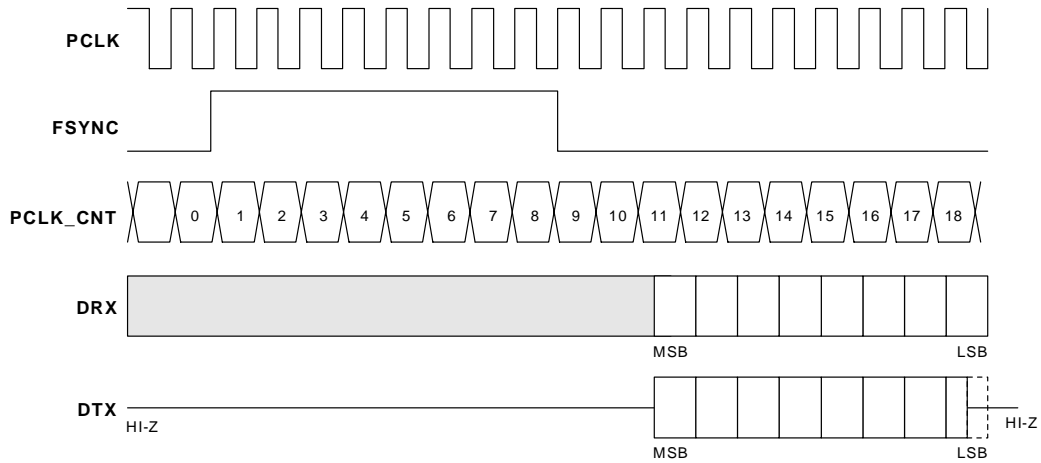 PCLK
FSYNC
PCLK_CNT 0 1 2 3 4 5 6 7 8 9 10 11 12 13 14 15 16 17 18
DRX
MSB LSB
DTX
HI-Z HI-Z
MSB LSB